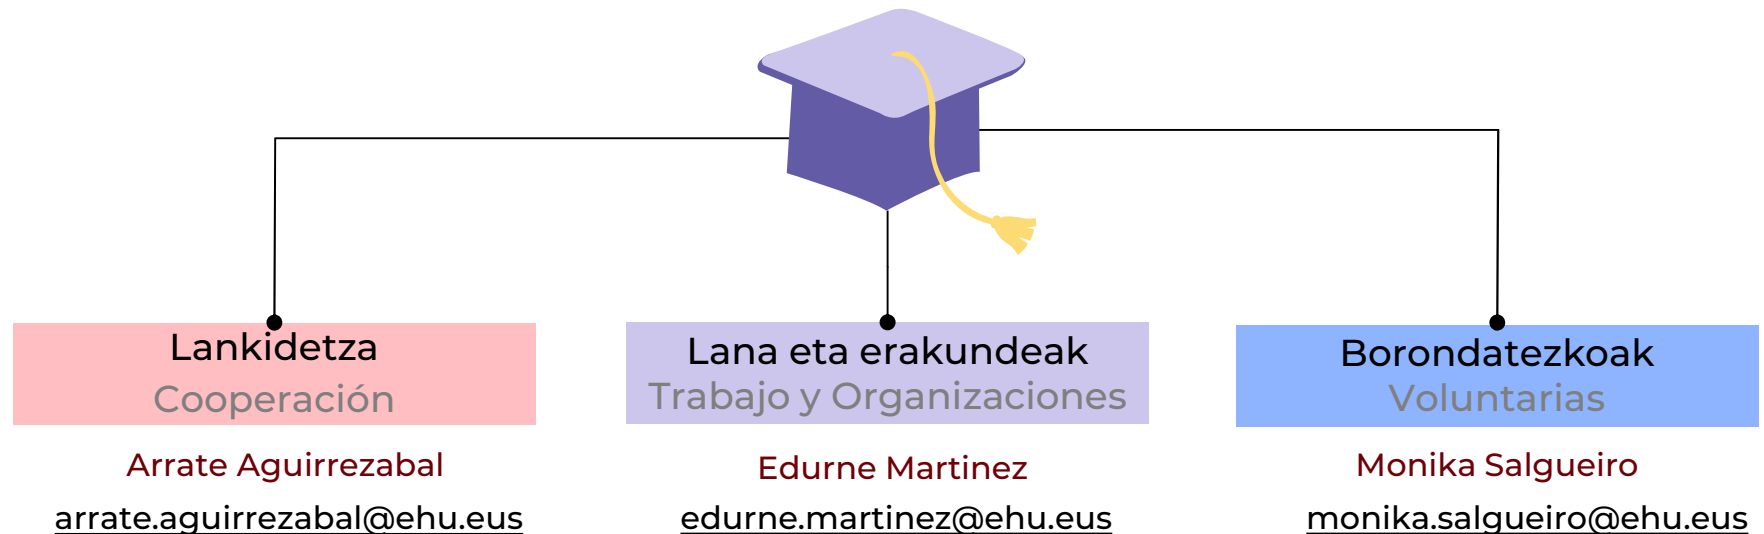 Lankidetza
Cooperación
Arrate Aguirrezabal
arrate.aguirrezabal@ehu.eus
Lana eta erakundeak
Trabajo y Organizaciones
Edurne Martinez
edurne.martinez@ehu.eus
Borondatezkoak
Voluntarias
Monika Salgueiro
monika.salgueiro@ehu.eus